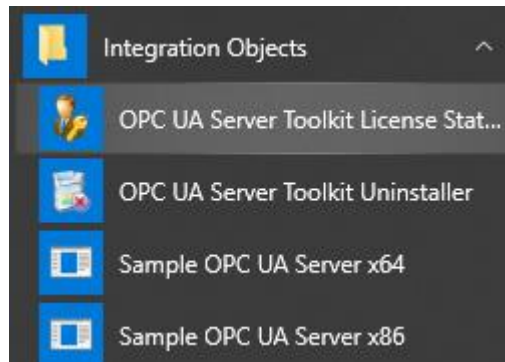 Integration Objects
OPC UA Server Toolkit License Stat...
OPC UA Server Toolkit Uninstaller
Sample OPC UA Server x64
Sample OPC UA Server x86